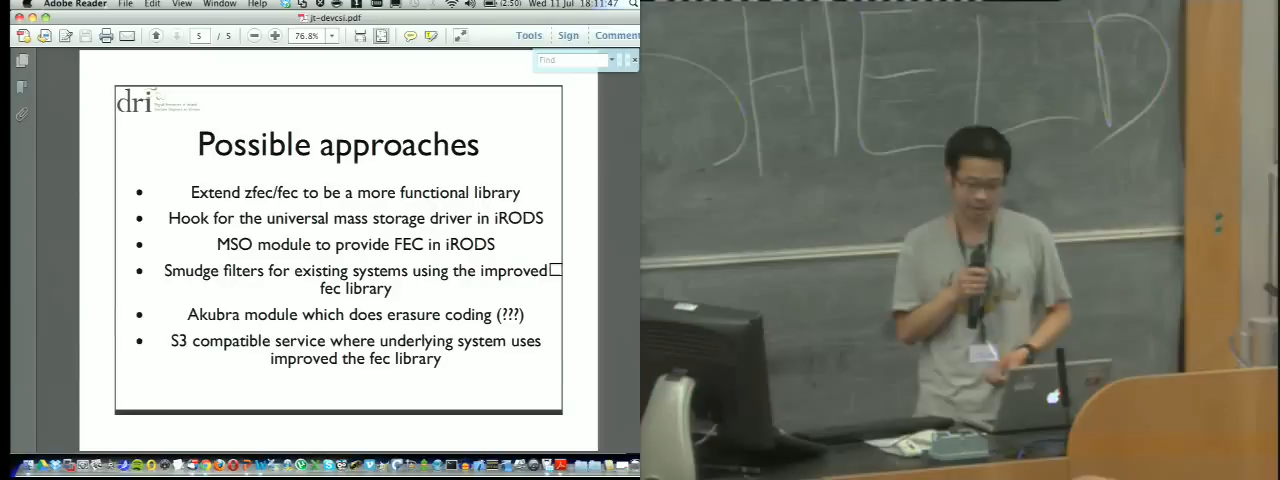 Adobe Reader File Edit View Window Help (2:50) Wed 11 Jul 18:11:47
jt-devcsi.pdf
5 / 5 76.8% Tools Sign Comment
Find
dri
Possible approaches
• Extend zfec/fec to be a more functional library
• Hook for the universal mass storage driver in iRODS
• MSO module to provide FEC in iRODS
• Smudge filters for existing systems using the improved
fec library
• Akubra module which does erasure coding (???)
• S3 compatible service where underlying system uses
improved the fec library